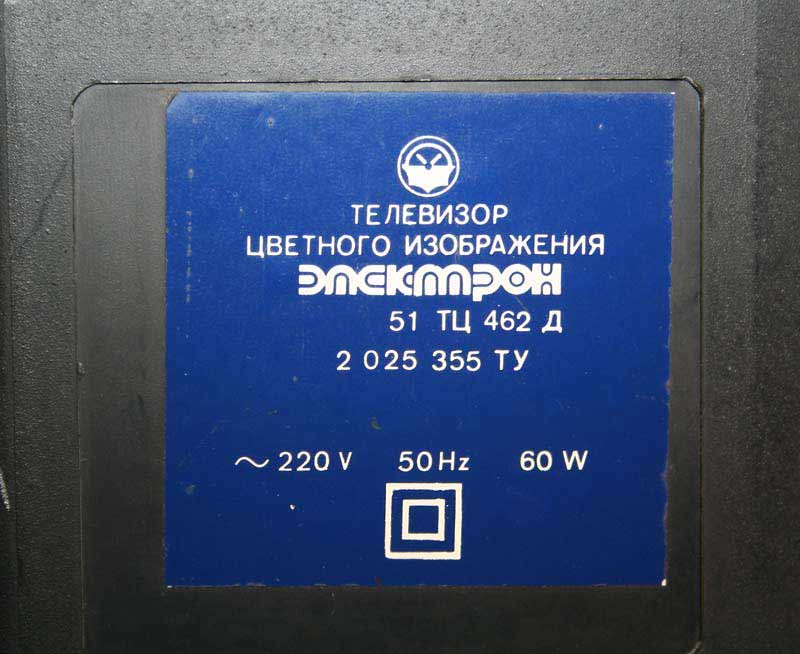 ТЕЛЕВИЗОР
ЦВЕТНОГО ИЗОБРАЖЕНИЯ
ЭЛЕКТРОН
51 ТЦ 462 Д
2 025 355 ТУ
~ 220 V 50 Hz 60 W